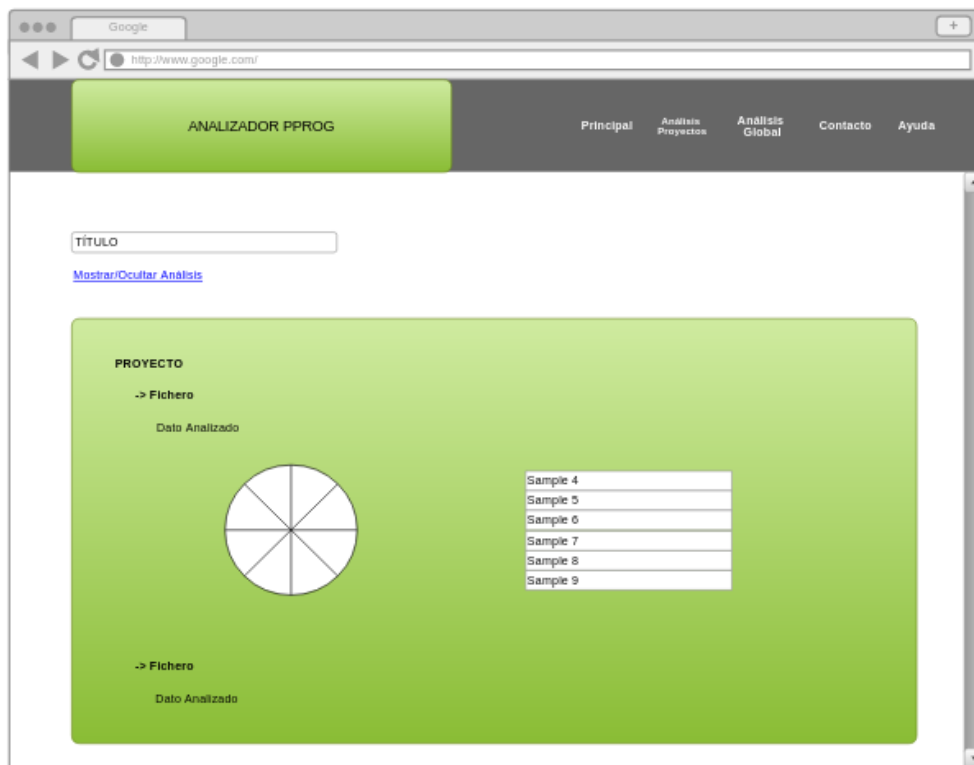 Google
+
http://www.google.com/
ANALIZADOR PPROG
Principal
Análisis
Proyectos
Análisis
Global
Contacto
Ayuda
TÍTULO
Mostrar/Ocultar Análisis
PROYECTO
-> Fichero
Dato Analizado
Sample 4
Sample 5
Sample 6
Sample 7
Sample 8
Sample 9
-> Fichero
Dato Analizado